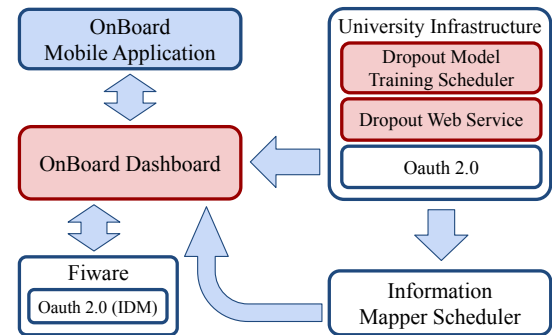 OnBoard
Mobile Application
University Infrastructure
Dropout Model
Training Scheduler
Dropout Web Service
Oauth 2.0
OnBoard Dashboard
Fiware
Oauth 2.0 (IDM)
Information
Mapper Scheduler